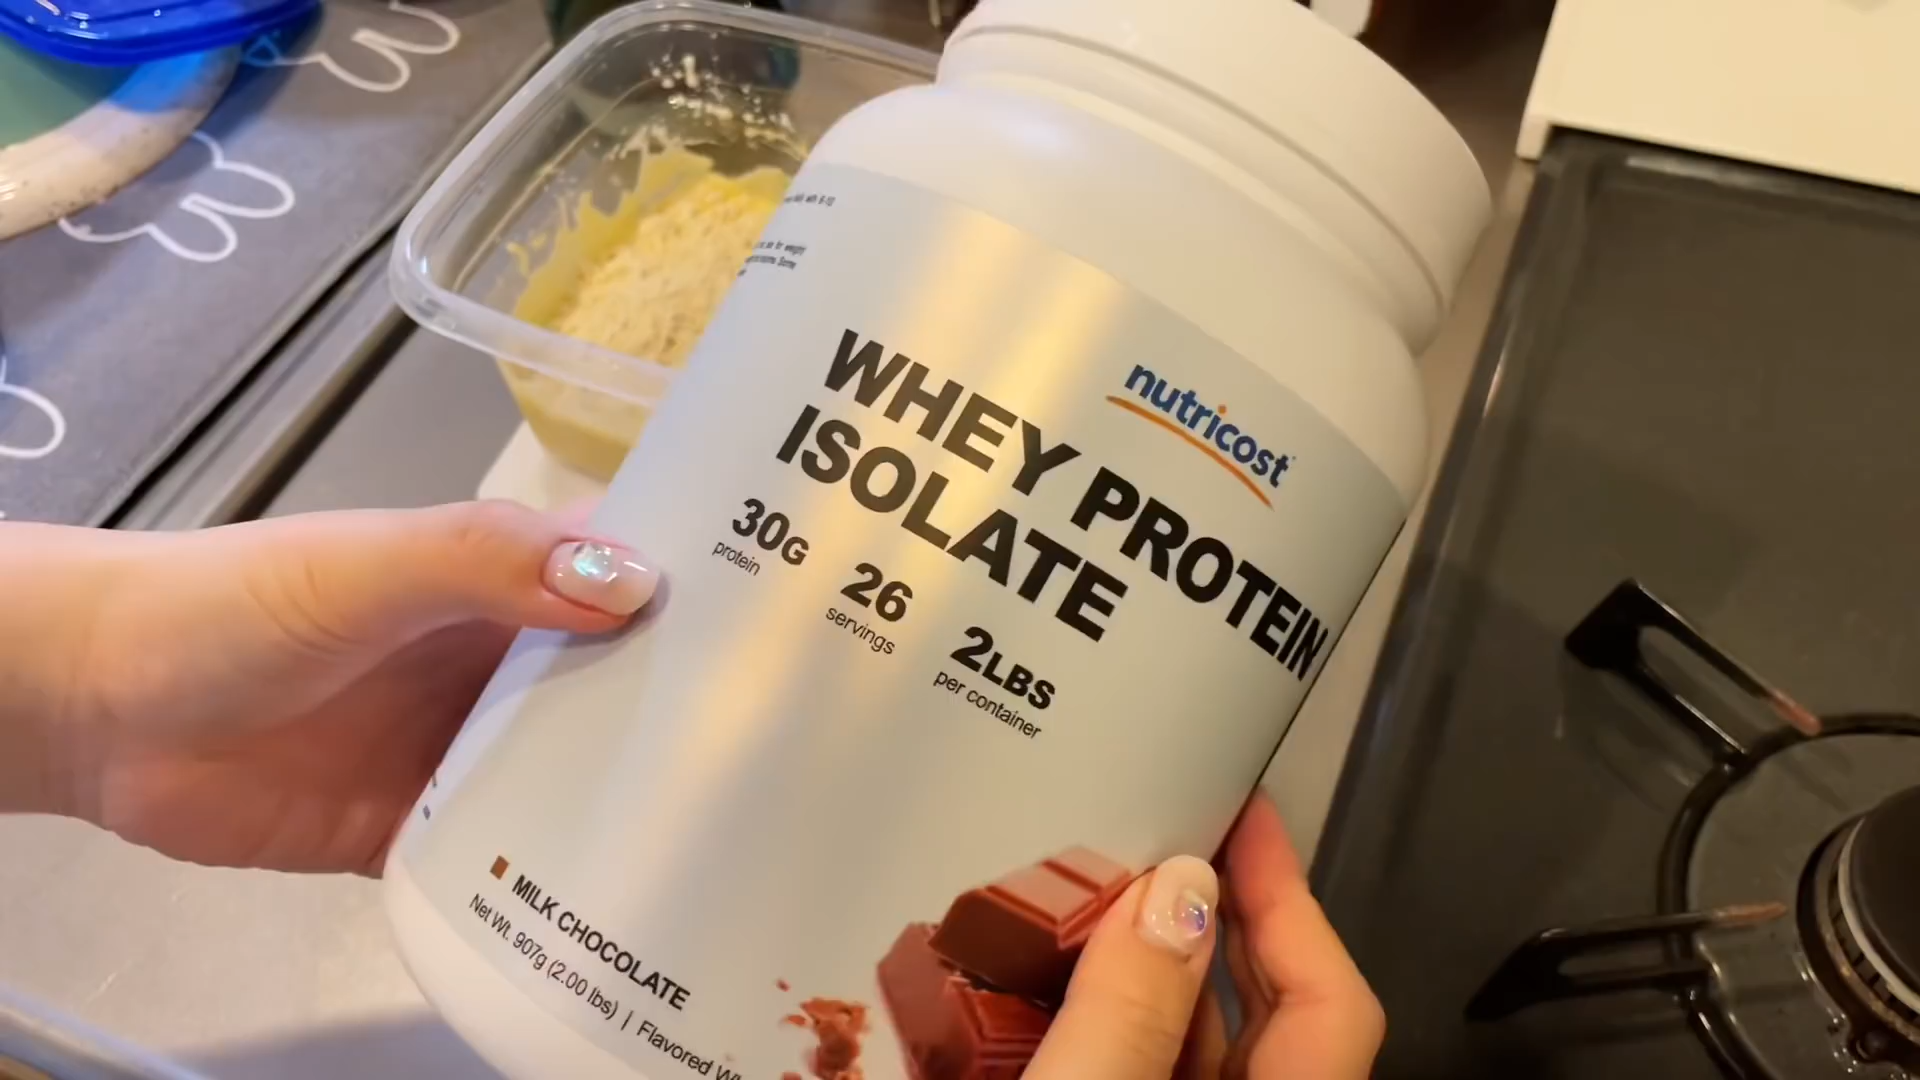 nutricost
WHEY PROTEIN
ISOLATE
30G
protein
26
servings
2LBS
per container
MILK CHOCOLATE
Net Wt. 907g (2.00 lbs) | Flavored